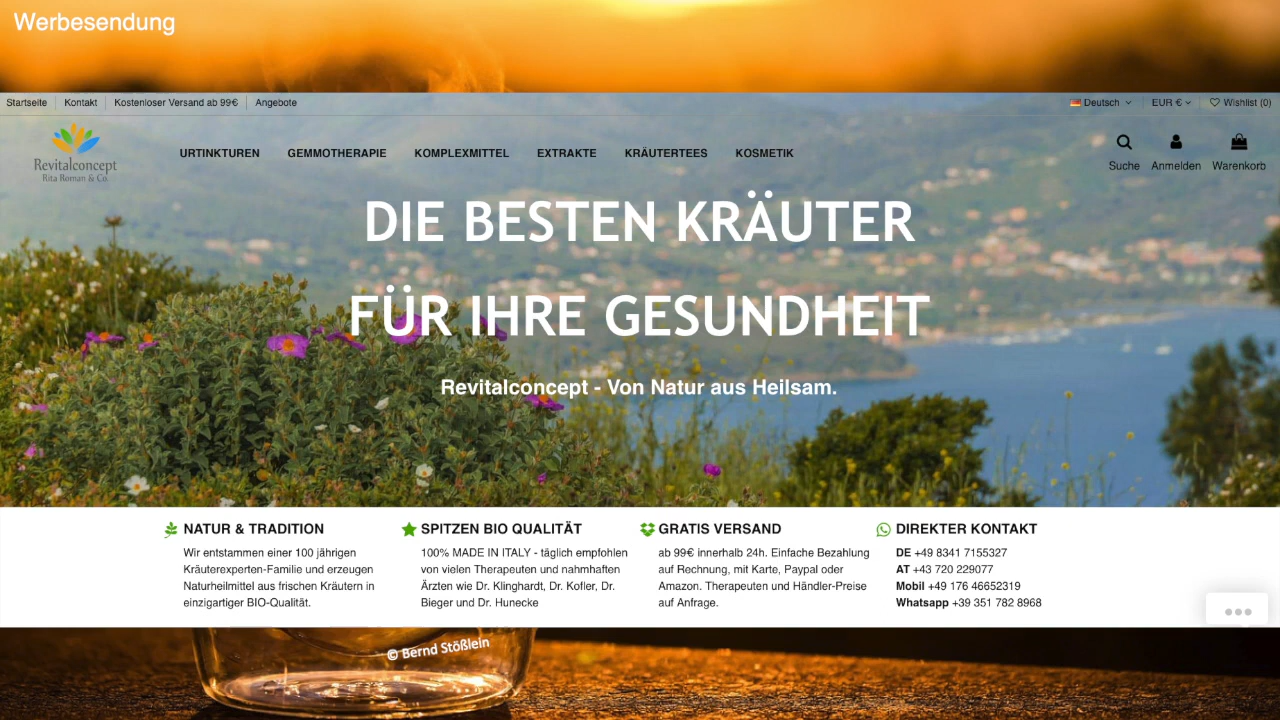 Werbesendung
Startseite
Kontakt
Kostenloser Versand ab 99€
Angebote
Deutsch
EUR €
Wishlist (0)
Revitalconcept
Rita Roman & Co.
URTINKTUREN
GEMMOTHERAPIE
KOMPLEXMITTEL
EXTRAKTE
KRÄUTERTEES
KOSMETIK
Suche
Anmelden
Warenkorb
DIE BESTEN KRÄUTER
FÜR IHRE GESUNDHEIT
Revitalconcept - Von Natur aus Heilsam.
NATUR & TRADITION
Wir entstammen einer 100 jährigen
Kräuterexperten-Familie und erzeugen
Naturheilmittel aus frischen Kräutern in
einzigartiger BIO-Qualität.
SPITZEN BIO QUALITÄT
100% MADE IN ITALY - täglich empfohlen
von vielen Therapeuten und nahmhaften
Ärzten wie Dr. Klinghardt, Dr. Kofler, Dr.
Bieger und Dr. Hunecke
GRATIS VERSAND
ab 99€ innerhalb 24h. Einfache Bezahlung
auf Rechnung, mit Karte, Paypal oder
Amazon. Therapeuten und Händler-Preise
auf Anfrage.
DIREKTER KONTAKT
DE +49 8341 7155327
AT +43 720 229077
Mobil +49 176 46652319
Whatsapp +39 351 782 8968
© Bernd Stößlein